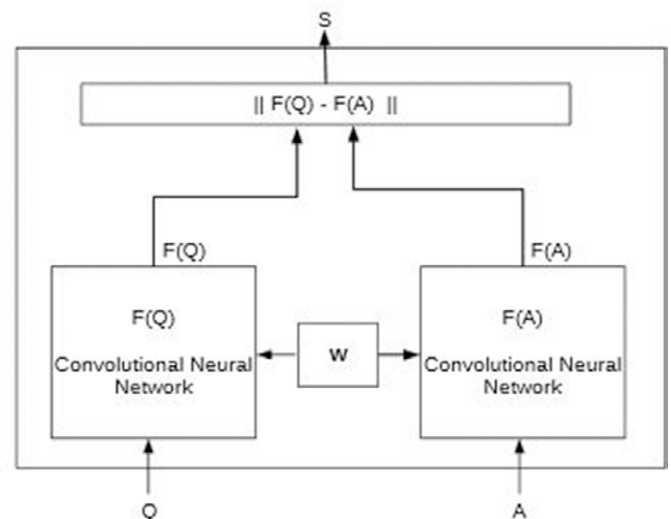 S
|| F(Q) - F(A) ||
F(Q)
F(A)
F(Q)
Convolutional Neural
Network
W
F(A)
Convolutional Neural
Network
Q
A